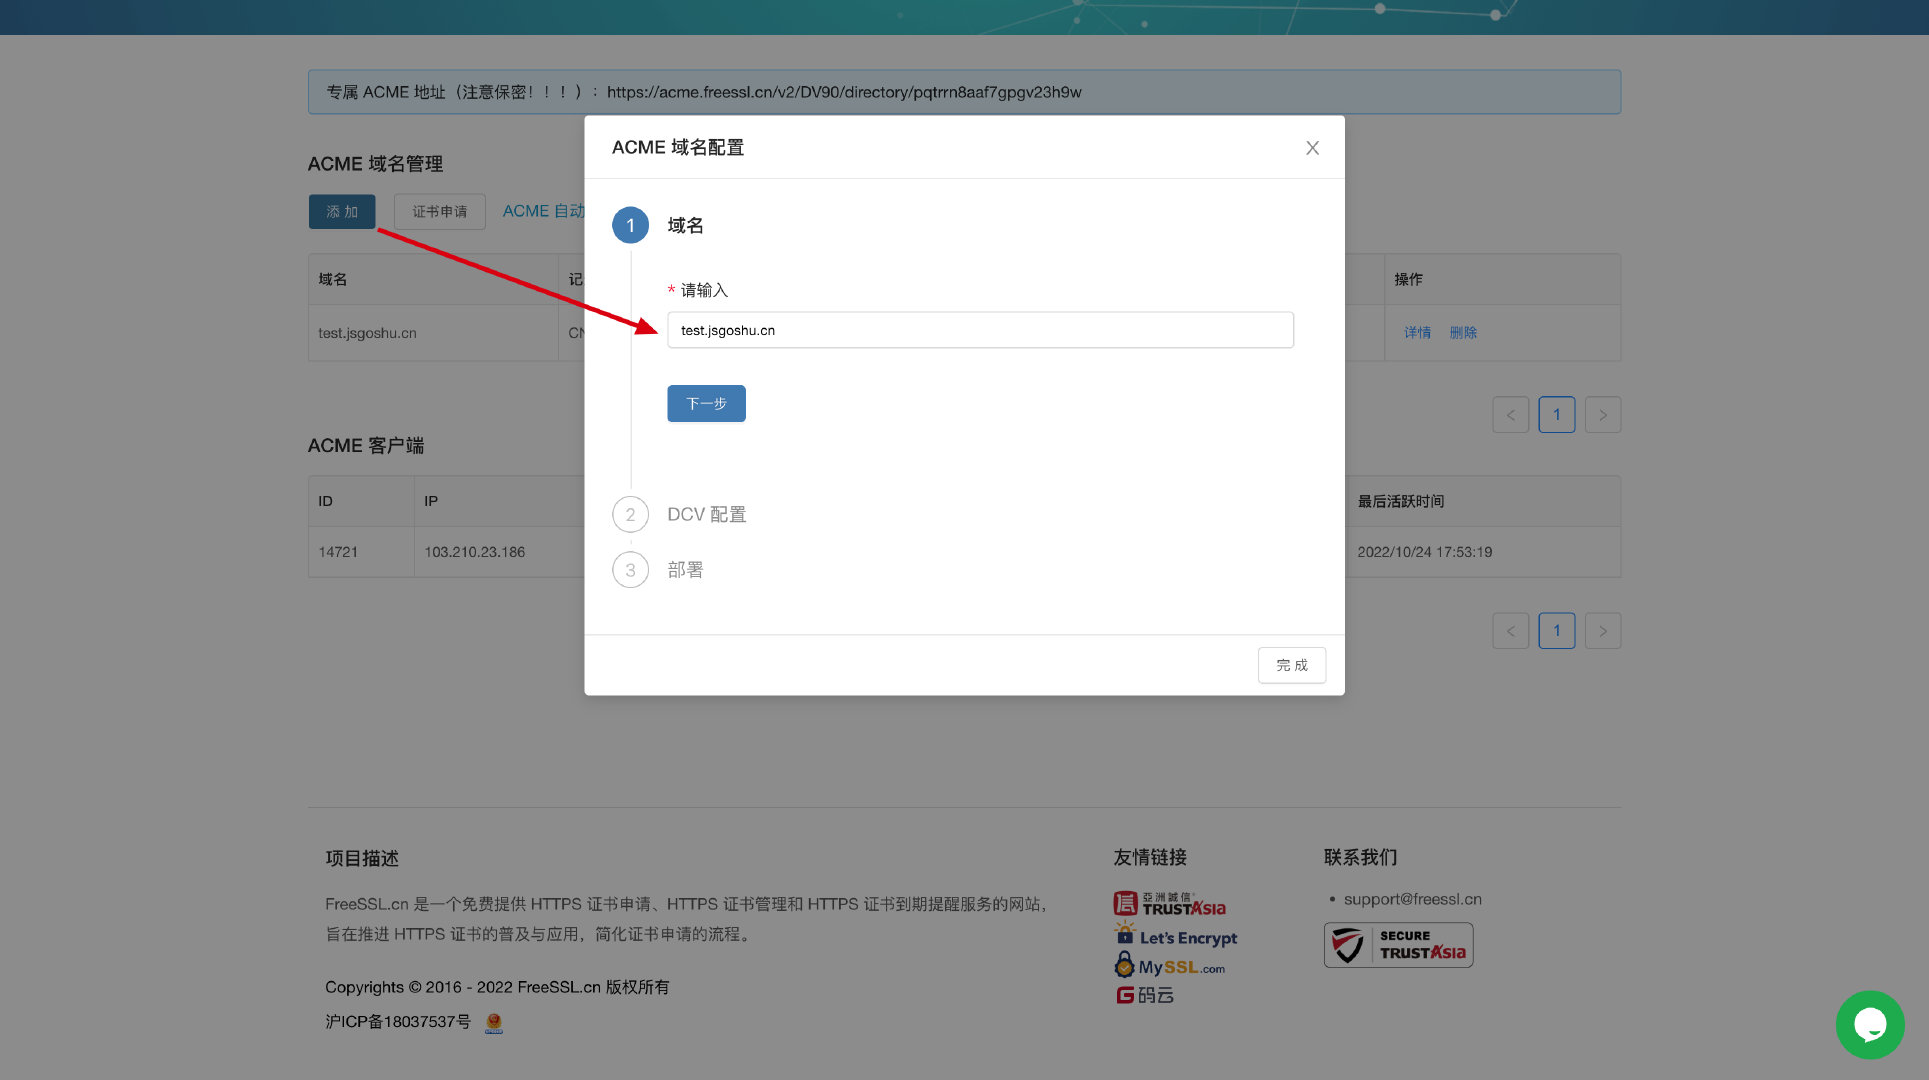 专属 ACME 地址（注意保密！！！）：https://acme.freessl.cn/v2/DV90/directory/pqtrrn8aaf7gpgv23h9w
ACME 域名管理
添 加
证书申请
ACME 自动
域名
记
操作
test.jsgoshu.cn
CN
详情
删除
< 1 >
ACME 客户端
ID
IP
最后活跃时间
14721
103.210.23.186
2022/10/24 17:53:19
< 1 >
ACME 域名配置
1
域名
* 请输入
test.jsgoshu.cn
下一步
2
DCV 配置
3
部署
完 成
项目描述
FreeSSL.cn 是一个免费提供 HTTPS 证书申请、HTTPS 证书管理和 HTTPS 证书到期提醒服务的网站，
旨在推进 HTTPS 证书的普及与应用，简化证书申请的流程。
Copyrights © 2016 - 2022 FreeSSL.cn 版权所有
沪ICP备18037537号
友情链接
亞洲誠信
TRUSTAsia
Let's Encrypt
MySSL.com
G码云
联系我们
• support@freessl.cn
SECURE
TRUSTAsia